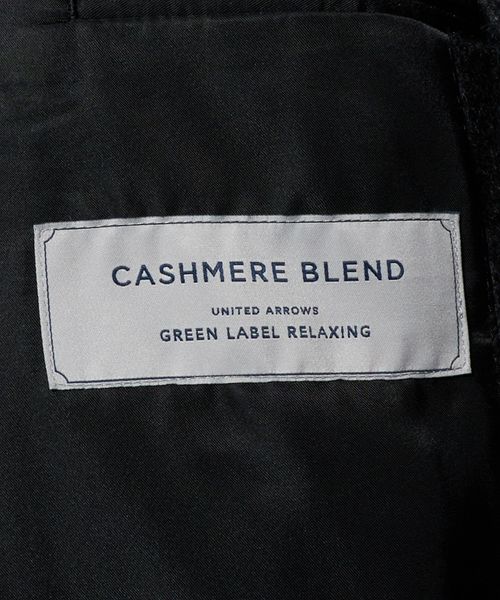 CASHMERE BLEND
UNITED ARROWS
GREEN LABEL RELAXING